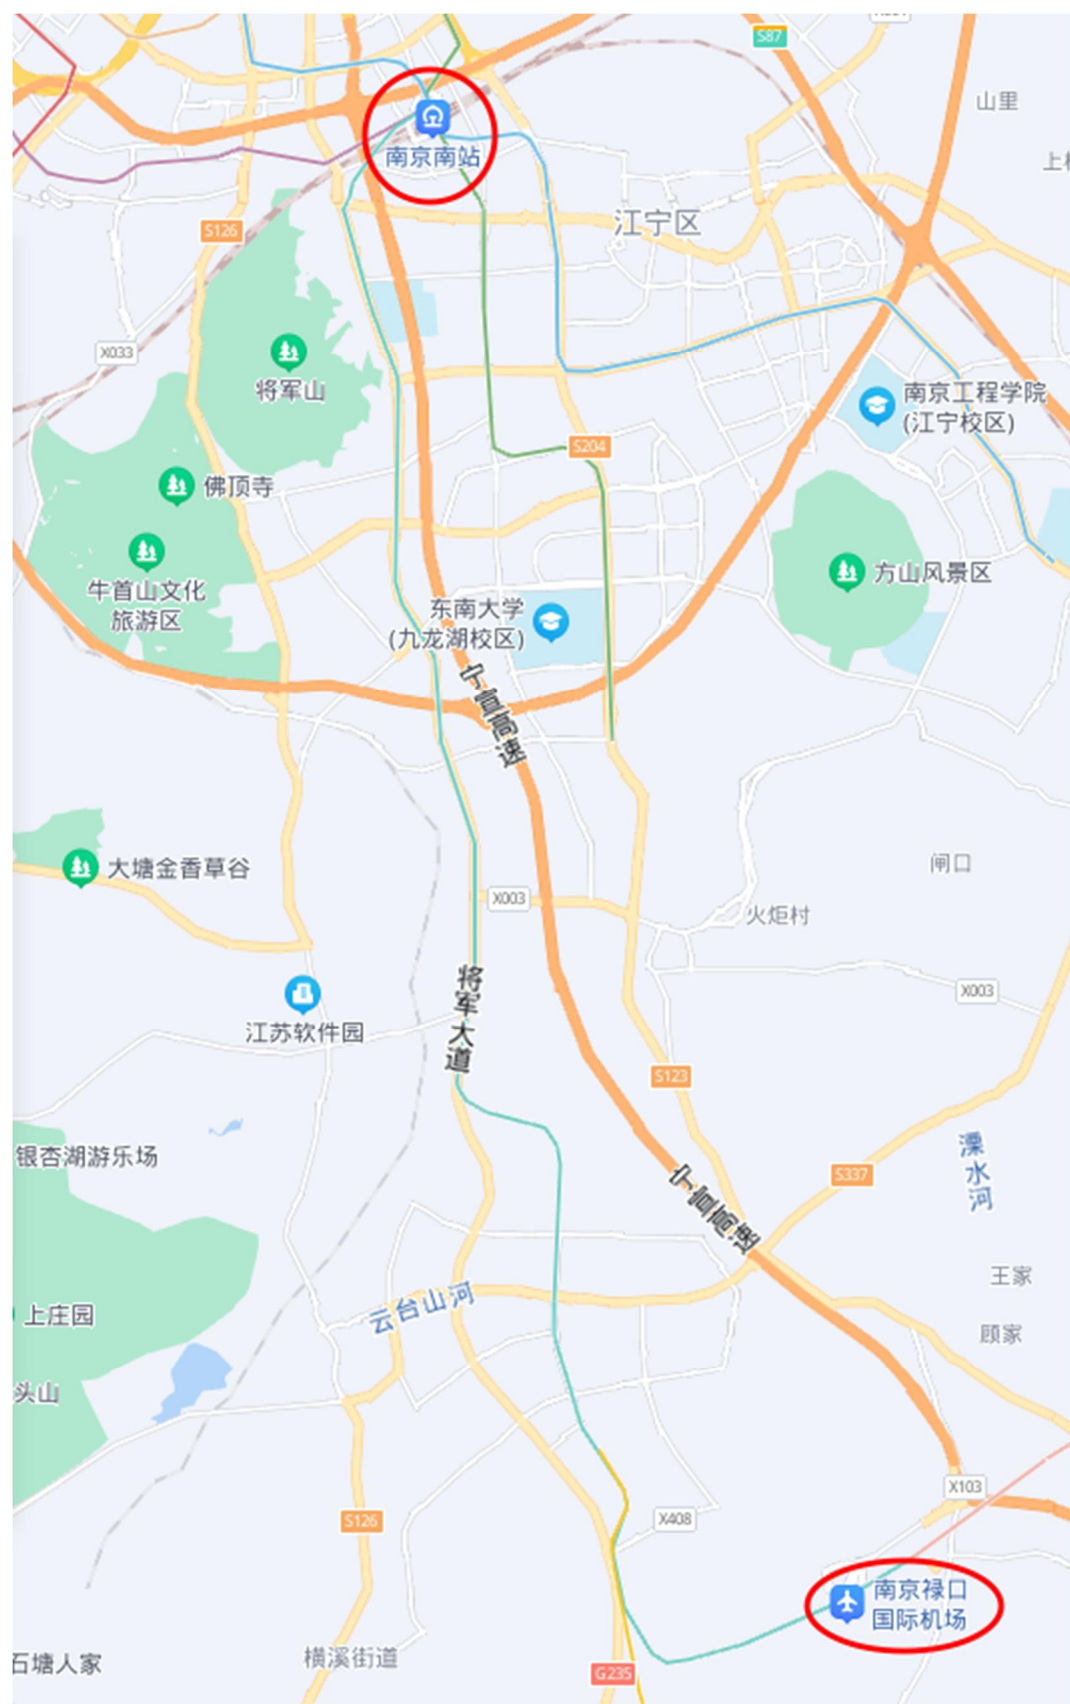 S87
山里
南京南站
江宁区
S126
X033
将军山
南京工程学院
(江宁校区)
S204
佛顶寺
牛首山文化
旅游区
方山风景区
东南大学
(九龙湖校区)
宁宣高速
大塘金香草谷
X003
闸口
火炬村
X003
将军大道
江苏软件园
S123
银杏湖游乐场
溧水河
S337
宁宣高速
王家
云台山河
上庄园
顾家
头山
X103
S126
X408
南京禄口
国际机场
横溪街道
石塘人家
G235